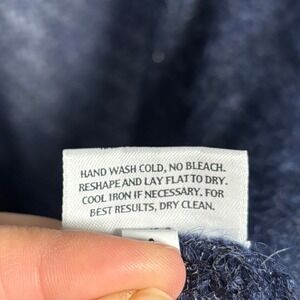 HAND WASH COLD, NO BLEACH.
RESHAPE AND LAY FLAT TO DRY.
COOL IRON IF NECESSARY. FOR
BEST RESULTS, DRY CLEAN.